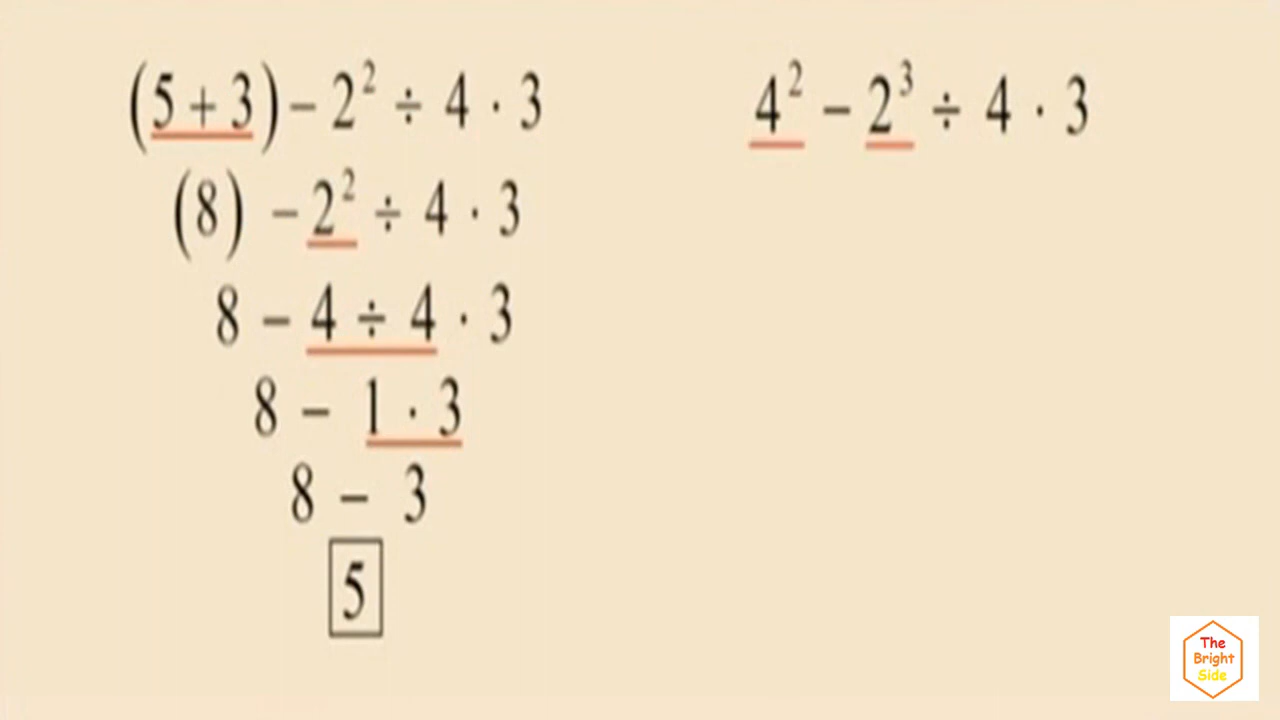 (5 + 3) − 2² ÷ 4 · 3
(8) − 2² ÷ 4 · 3
8 − 4 ÷ 4 · 3
8 − 1 · 3
8 − 3
5
4² − 2³ ÷ 4 · 3
The
Bright
Side